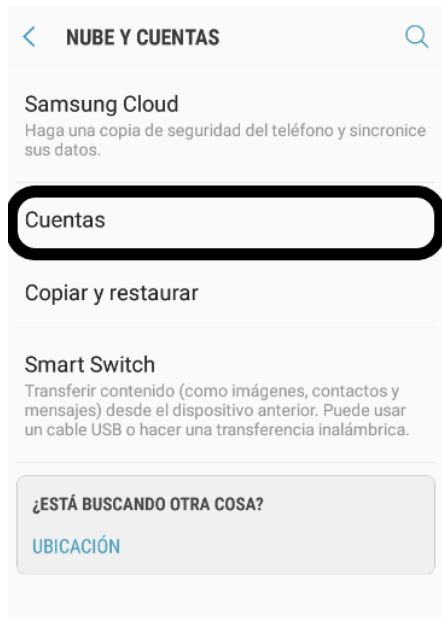 NUBE Y CUENTAS
Samsung Cloud
Haga una copia de seguridad del teléfono y sincronice
sus datos.
Cuentas
Copiar y restaurar
Smart Switch
Transferir contenido (como imágenes, contactos y
mensajes) desde el dispositivo anterior. Puede usar
un cable USB o hacer una transferencia inalámbrica.
¿ESTÁ BUSCANDO OTRA COSA?
UBICACIÓN